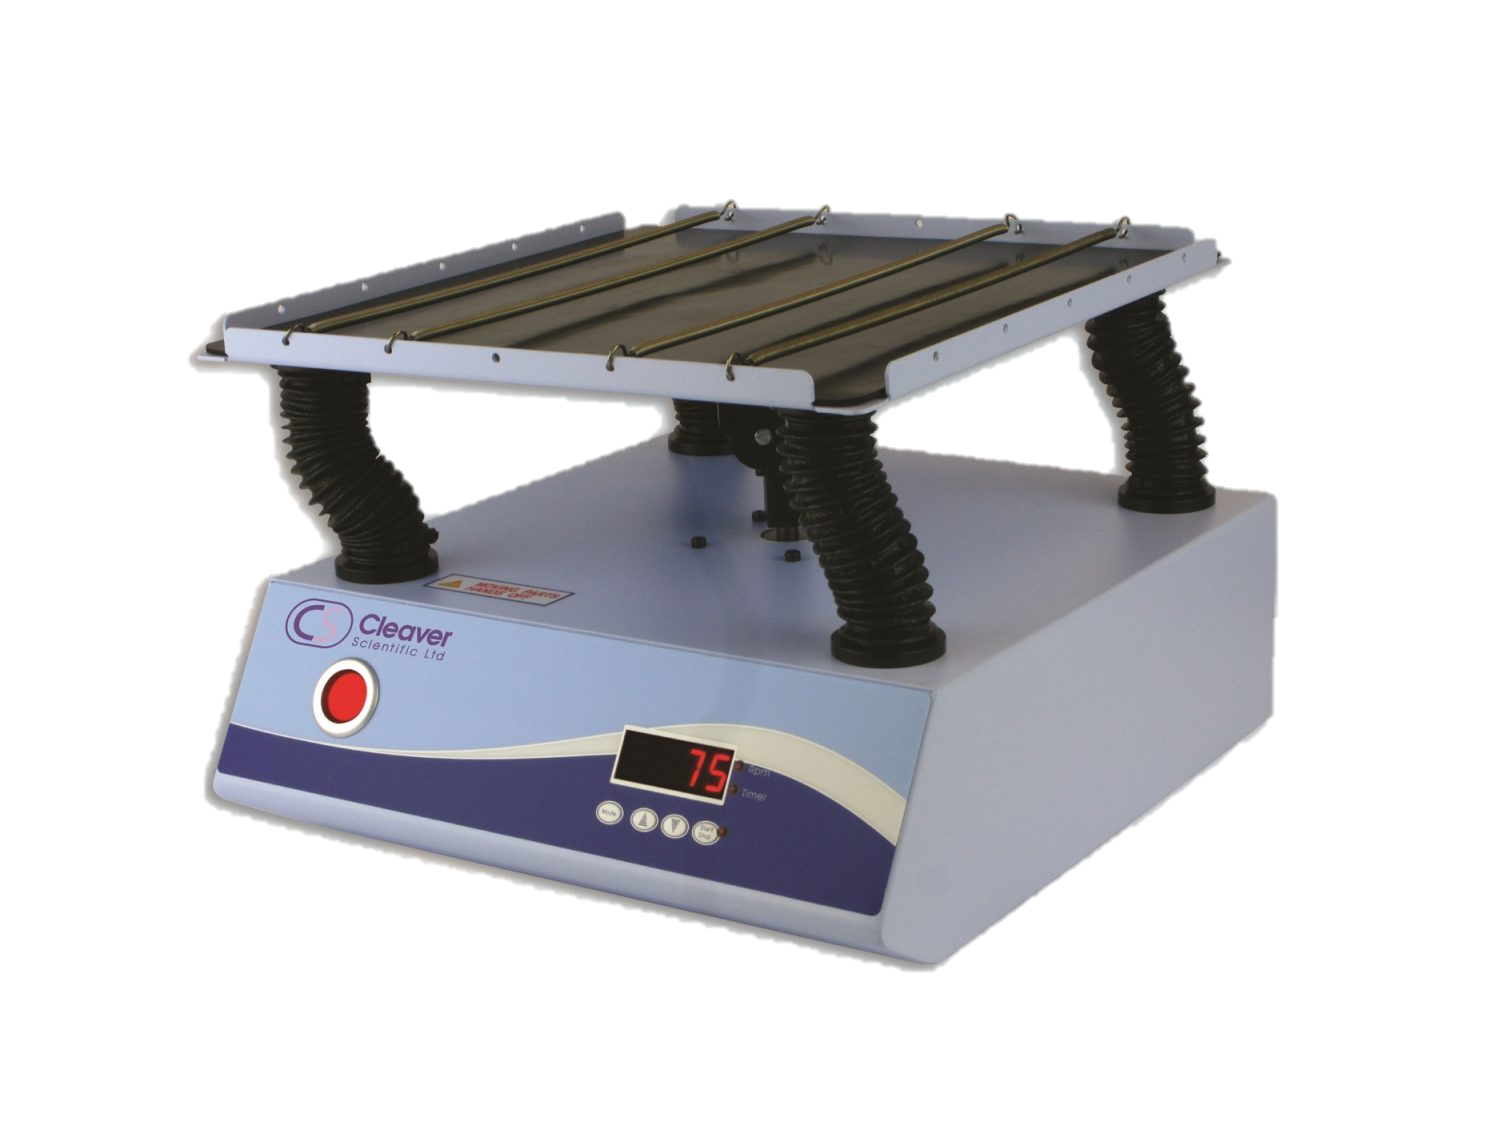 MOVING PARTS
HANDS OFF
CS Cleaver
Scientific Ltd
75
Rpm
Timer
Mode
Start
Stop